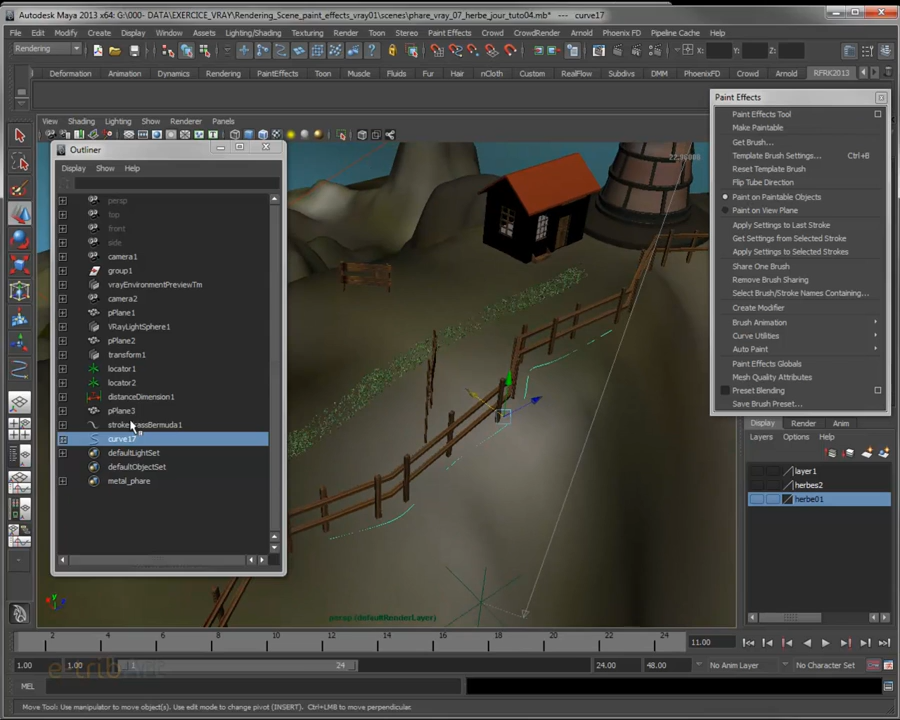 Autodesk Maya 2013 x64: G:\000- DATA\EXERCICE_VRAY\Rendering_Scene_paint_effects_vray01\scenes\phare_vray_07_herbe_jour_tuto04.mb* --- curve17
File Edit Modify Create Display Window Assets Lighting/Shading Texturing Render Toon Stereo Paint Effects Crowd CrowdRender Arnold Phoenix FD Pipeline Cache Help
Rendering X: Y: Z:
Deformation Animation Dynamics Rendering PaintEffects Toon Muscle Fluids Fur Hair nCloth Custom RealFlow Subdivs DMM PhoenixFD Crowd Arnold RFRK2013
View Shading Lighting Show Renderer Panels
Outliner
Display Show Help
persp
top
front
side
camera1
group1
vrayEnvironmentPreviewTm
camera2
pPlane1
VRayLightSphere1
pPlane2
transform1
locator1
locator2
distanceDimension1
pPlane3
curve17
defaultLightSet
defaultObjectSet
metal_phare
persp (defaultRenderLayer)
Paint Effects
Paint Effects Tool
Make Paintable
Get Brush...
Template Brush Settings... Ctrl+B
Reset Template Brush
Flip Tube Direction
Paint on Paintable Objects
Paint on View Plane
Apply Settings to Last Stroke
Get Settings from Selected Stroke
Apply Settings to Selected Strokes
Share One Brush
Remove Brush Sharing
Select Brush/Stroke Names Containing...
Create Modifier
Brush Animation
Curve Utilities
Auto Paint
Paint Effects Globals
Mesh Quality Attributes
Preset Blending
Save Brush Preset...
Display Render Anim
Layers Options Help
layer1
herbes2
herbe01
2 4 6 8 10 12 14 16 18 20 22 24 11.00
1.00 1.00 1 24 24.00 48.00 No Anim Layer No Character Set
MEL
Move Tool: Use manipulator to move object(s). Use edit mode to change pivot (INSERT). Ctrl+LMB to move perpendicular.